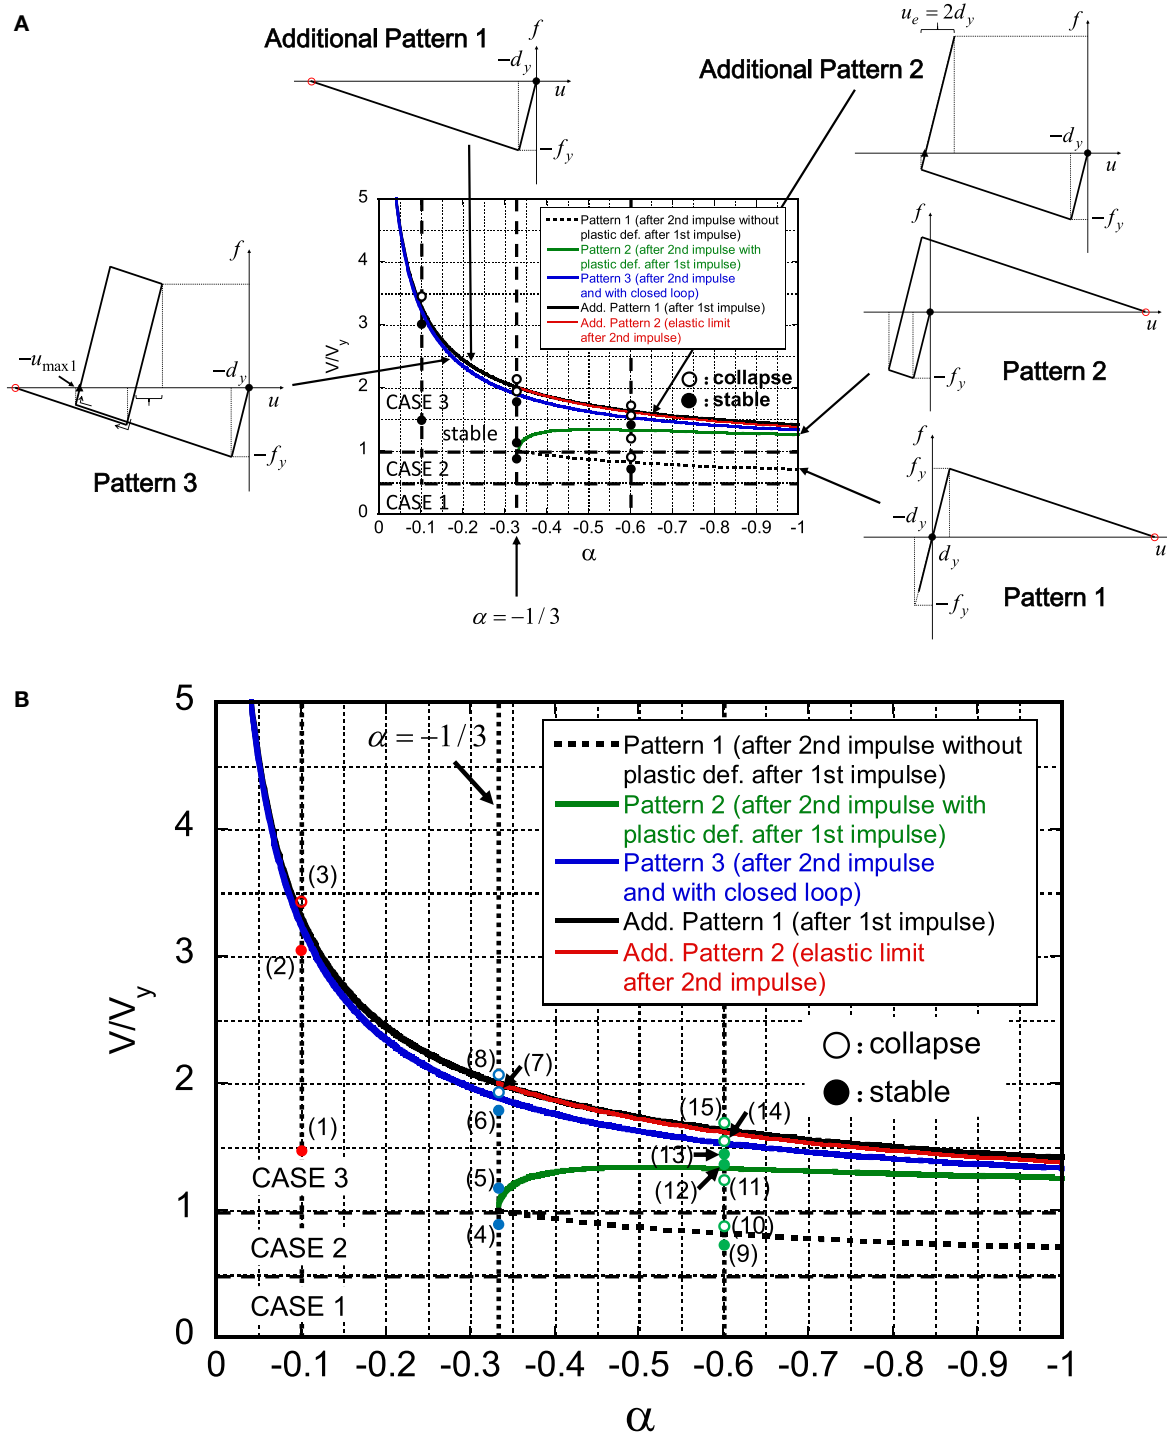 A
Additional Pattern 1
f
−d_y
u
−f_y
u_e = 2d_y
f
Additional Pattern 2
−d_y
u
−f_y
f
−u_max1
−d_y
u
−f_y
Pattern 3
f
u
−f_y
Pattern 2
f
f_y
−d_y
d_y
u
−f_y
Pattern 1
5
4
3
2
1
0
V/V_y
Pattern 1 (after 2nd impulse without
plastic def. after 1st impulse)
Pattern 2 (after 2nd impulse with
plastic def. after 1st impulse)
Pattern 3 (after 2nd impulse
and with closed loop)
Add. Pattern 1 (after 1st impulse)
Add. Pattern 2 (elastic limit
after 2nd impulse)
: collapse
: stable
CASE 3
stable
CASE 2
CASE 1
0 -0.1 -0.2 -0.3 -0.4 -0.5 -0.6 -0.7 -0.8 -0.9 -1
α
α = −1/3
B
5
4
3
2
1
0
V/V_y
α = −1/3
Pattern 1 (after 2nd impulse without
plastic def. after 1st impulse)
Pattern 2 (after 2nd impulse with
plastic def. after 1st impulse)
Pattern 3 (after 2nd impulse
and with closed loop)
Add. Pattern 1 (after 1st impulse)
Add. Pattern 2 (elastic limit
after 2nd impulse)
: collapse
: stable
(3)
(2)
(1)
(8)
(7)
(6)
(5)
(4)
(15)
(14)
(13)
(12)
(11)
(10)
(9)
CASE 3
CASE 2
CASE 1
0 -0.1 -0.2 -0.3 -0.4 -0.5 -0.6 -0.7 -0.8 -0.9 -1
α